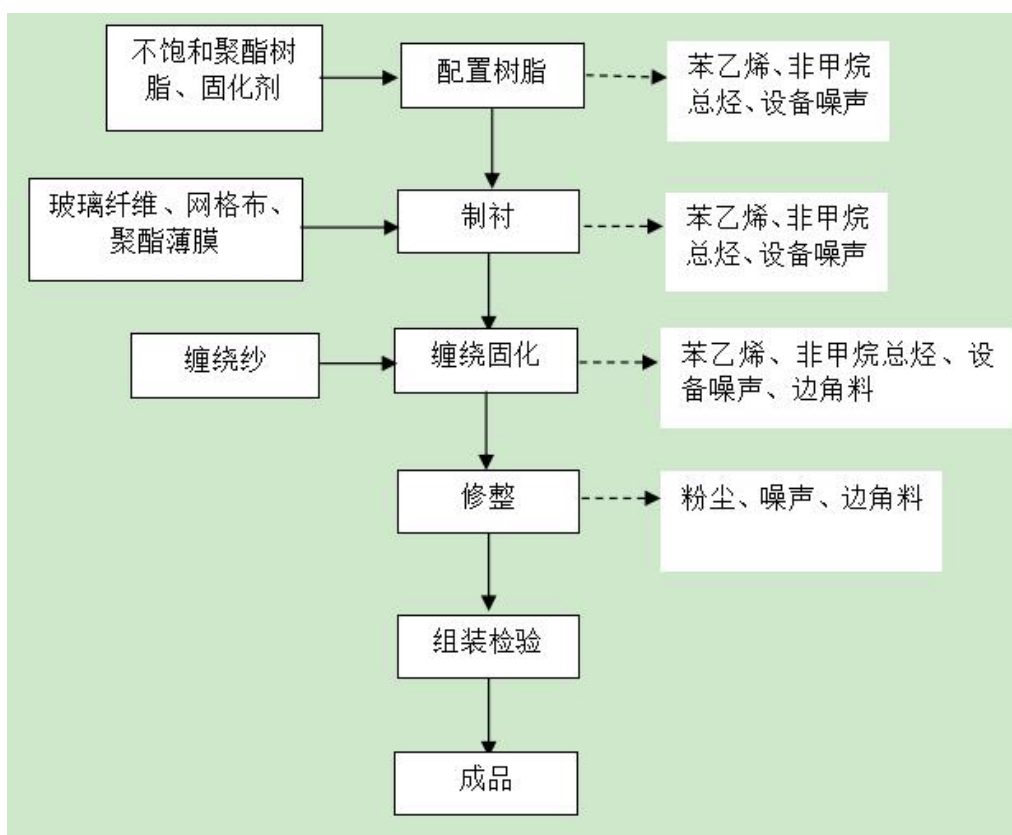 不饱和聚酯树
脂、固化剂
配置树脂
苯乙烯、非甲烷
总烃、设备噪声
玻璃纤维、网格布、
聚酯薄膜
制衬
苯乙烯、非甲烷
总烃、设备噪声
缠绕纱
缠绕固化
苯乙烯、非甲烷总烃、设
备噪声、边角料
修整
粉尘、噪声、边角料
组装检验
成品